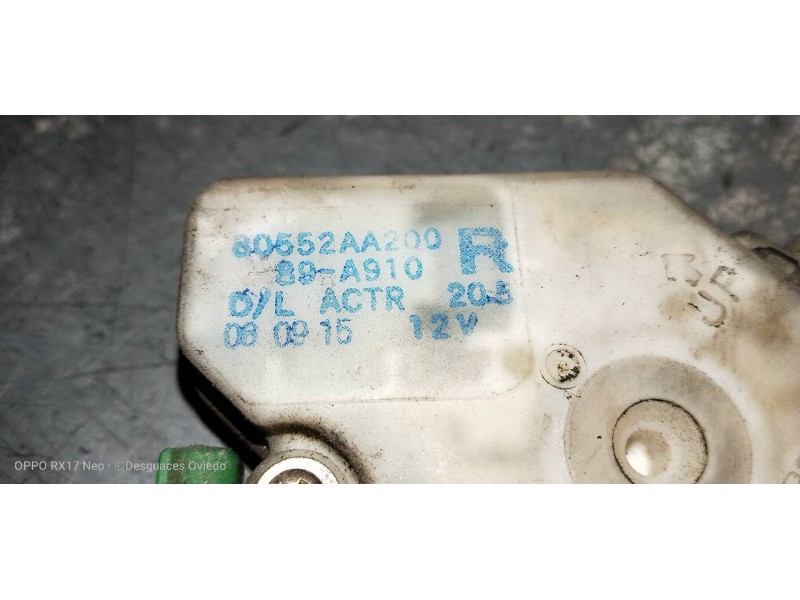 80552AA200 R
89-A910
D/L ACTR 20.5
08 09 15 12V
OPPO RX17 Neo · ©Desguaces Oviedo